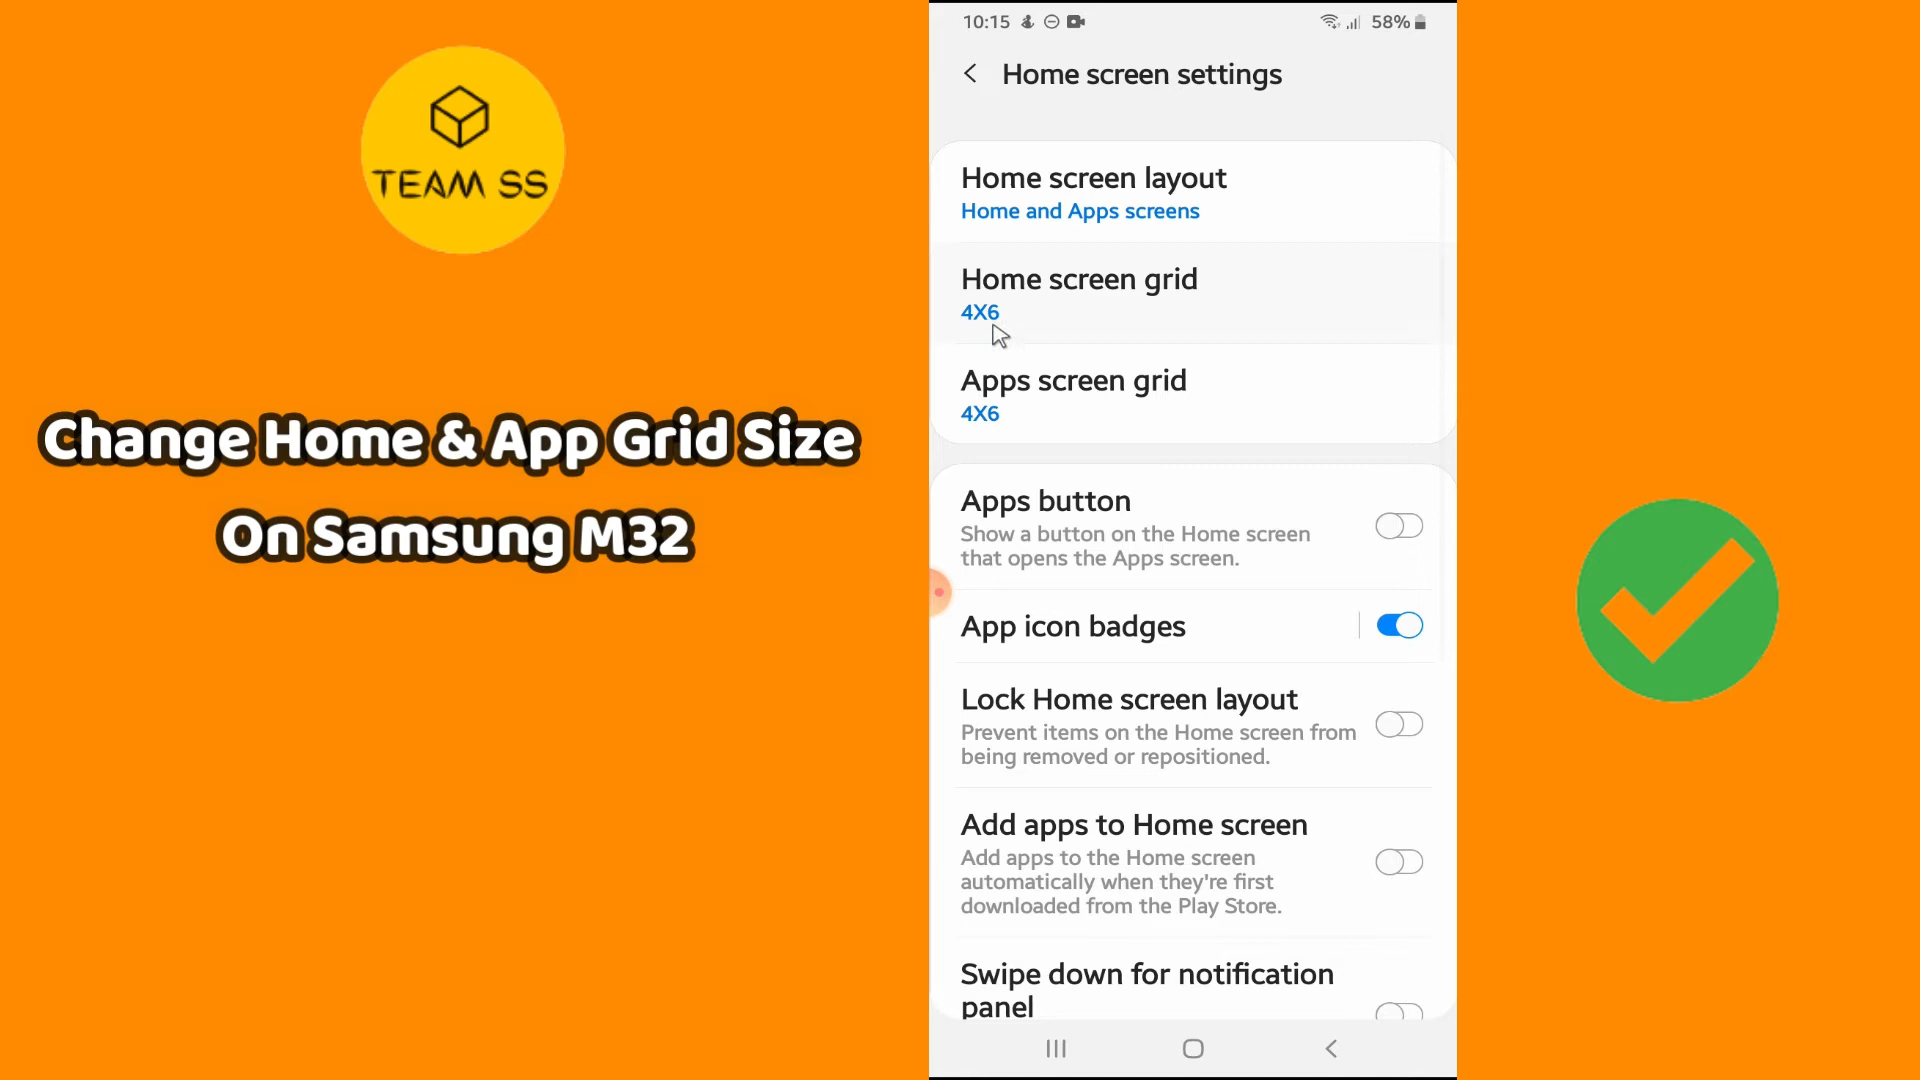 TEAM SS
Change Home & App Grid Size
On Samsung M32
10:15
58%
Home screen settings
Home screen layout
Home and Apps screens
Home screen grid
4X6
Apps screen grid
4X6
Apps button
Show a button on the Home screen
that opens the Apps screen.
App icon badges
Lock Home screen layout
Prevent items on the Home screen from
being removed or repositioned.
Add apps to Home screen
Add apps to the Home screen
automatically when they're first
downloaded from the Play Store.
Swipe down for notification
panel